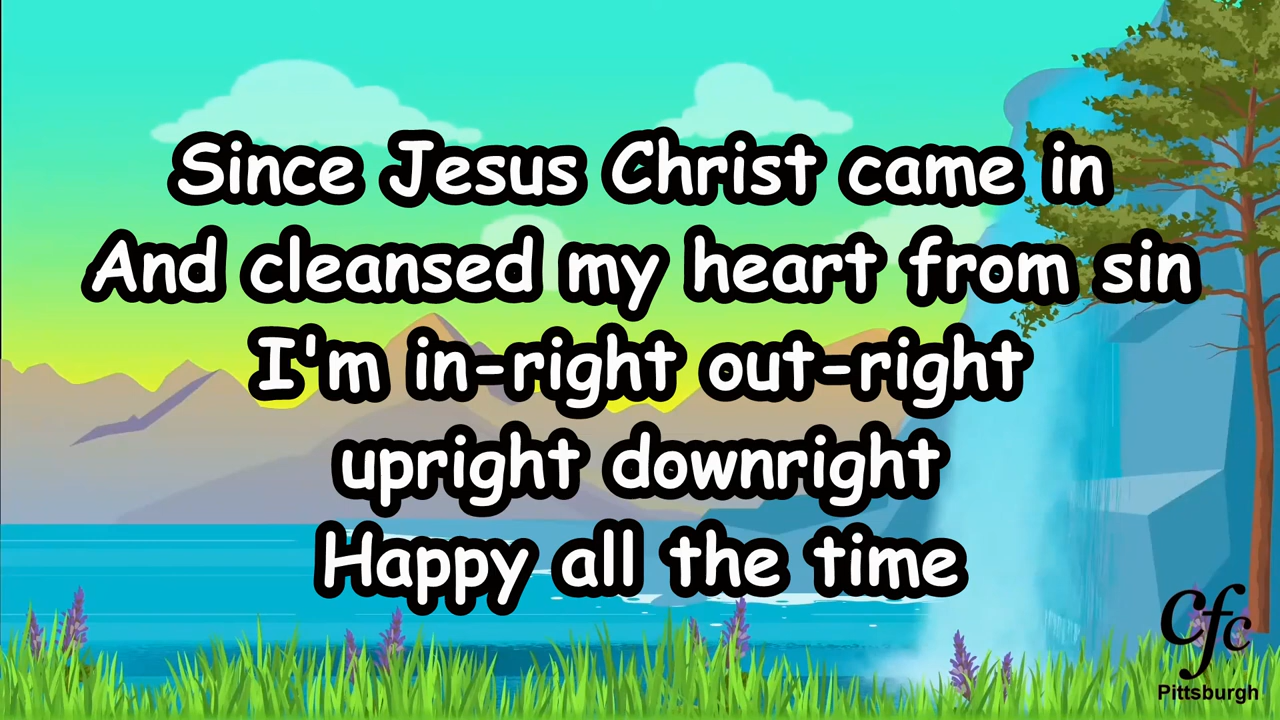 Since Jesus Christ came in
And cleansed my heart from sin
I'm in-right out-right
upright downright
Happy all the time
cfc
Pittsburgh